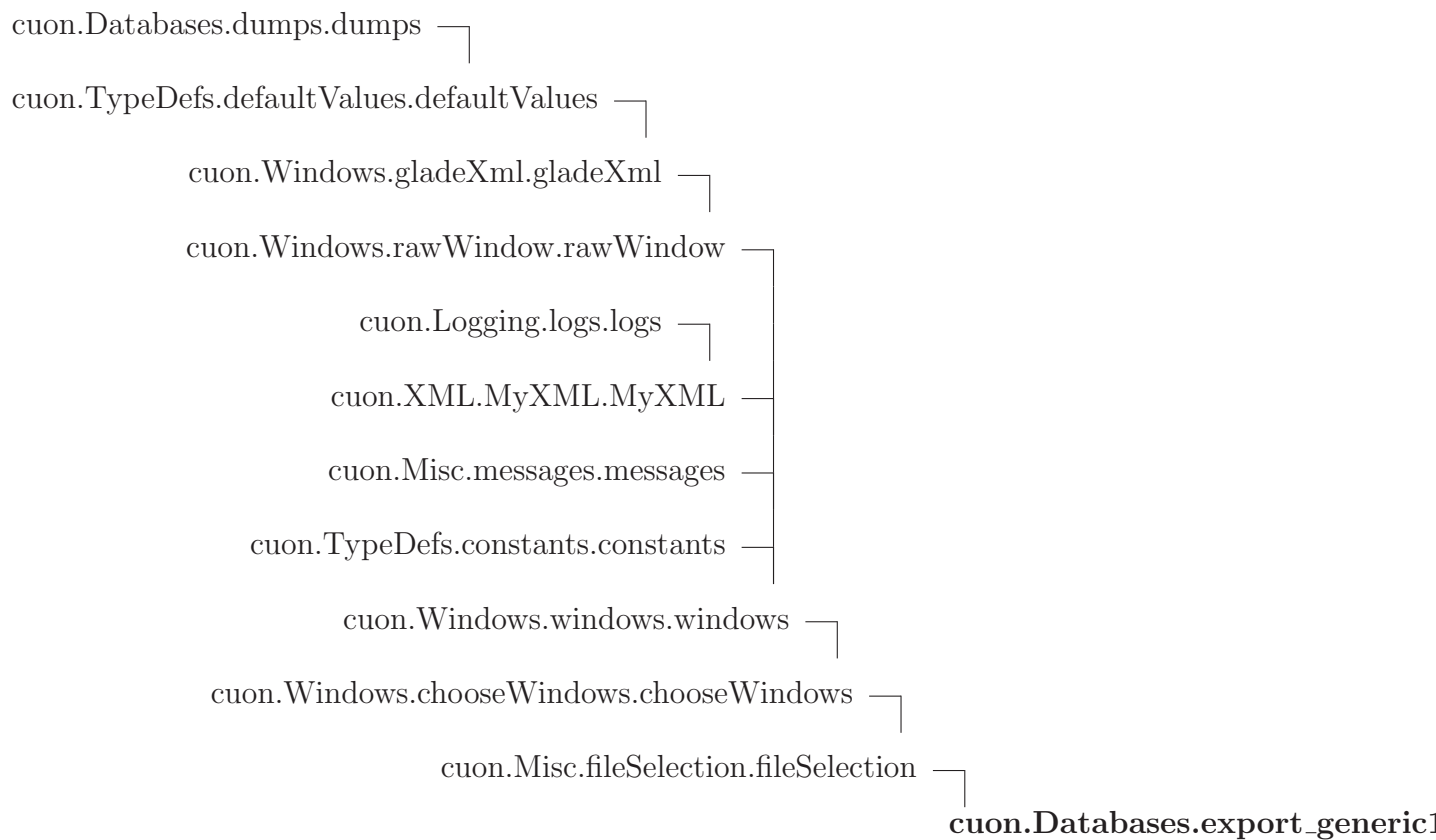 cuon.Databases.dumps.dumps
cuon.TypeDefs.defaultValues.defaultValues
cuon.Windows.gladeXml.gladeXml
cuon.Windows.rawWindow.rawWindow
cuon.Logging.logs.logs
cuon.XML.MyXML.MyXML
cuon.Misc.messages.messages
cuon.TypeDefs.constants.constants
cuon.Windows.windows.windows
cuon.Windows.chooseWindows.chooseWindows
cuon.Misc.fileSelection.fileSelection
cuon.Databases.export_generic1